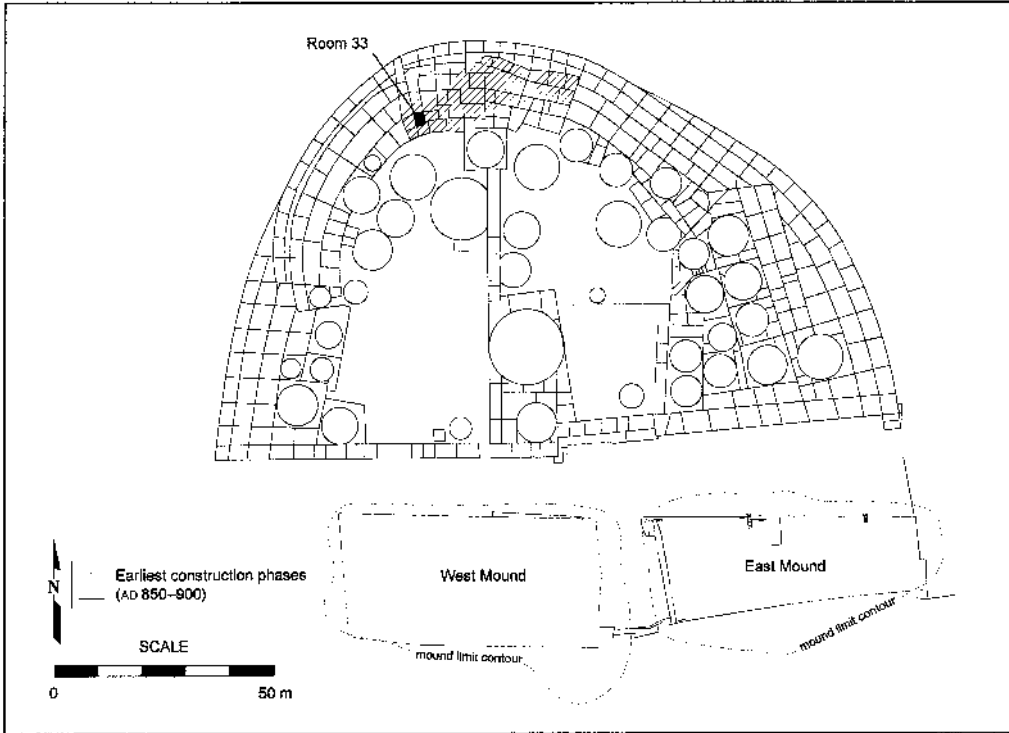 Room 33
West Mound
East Mound
mound limit contour
mound limit contour
N
Earliest construction phases
(AD 850–900)
SCALE
0
50 m